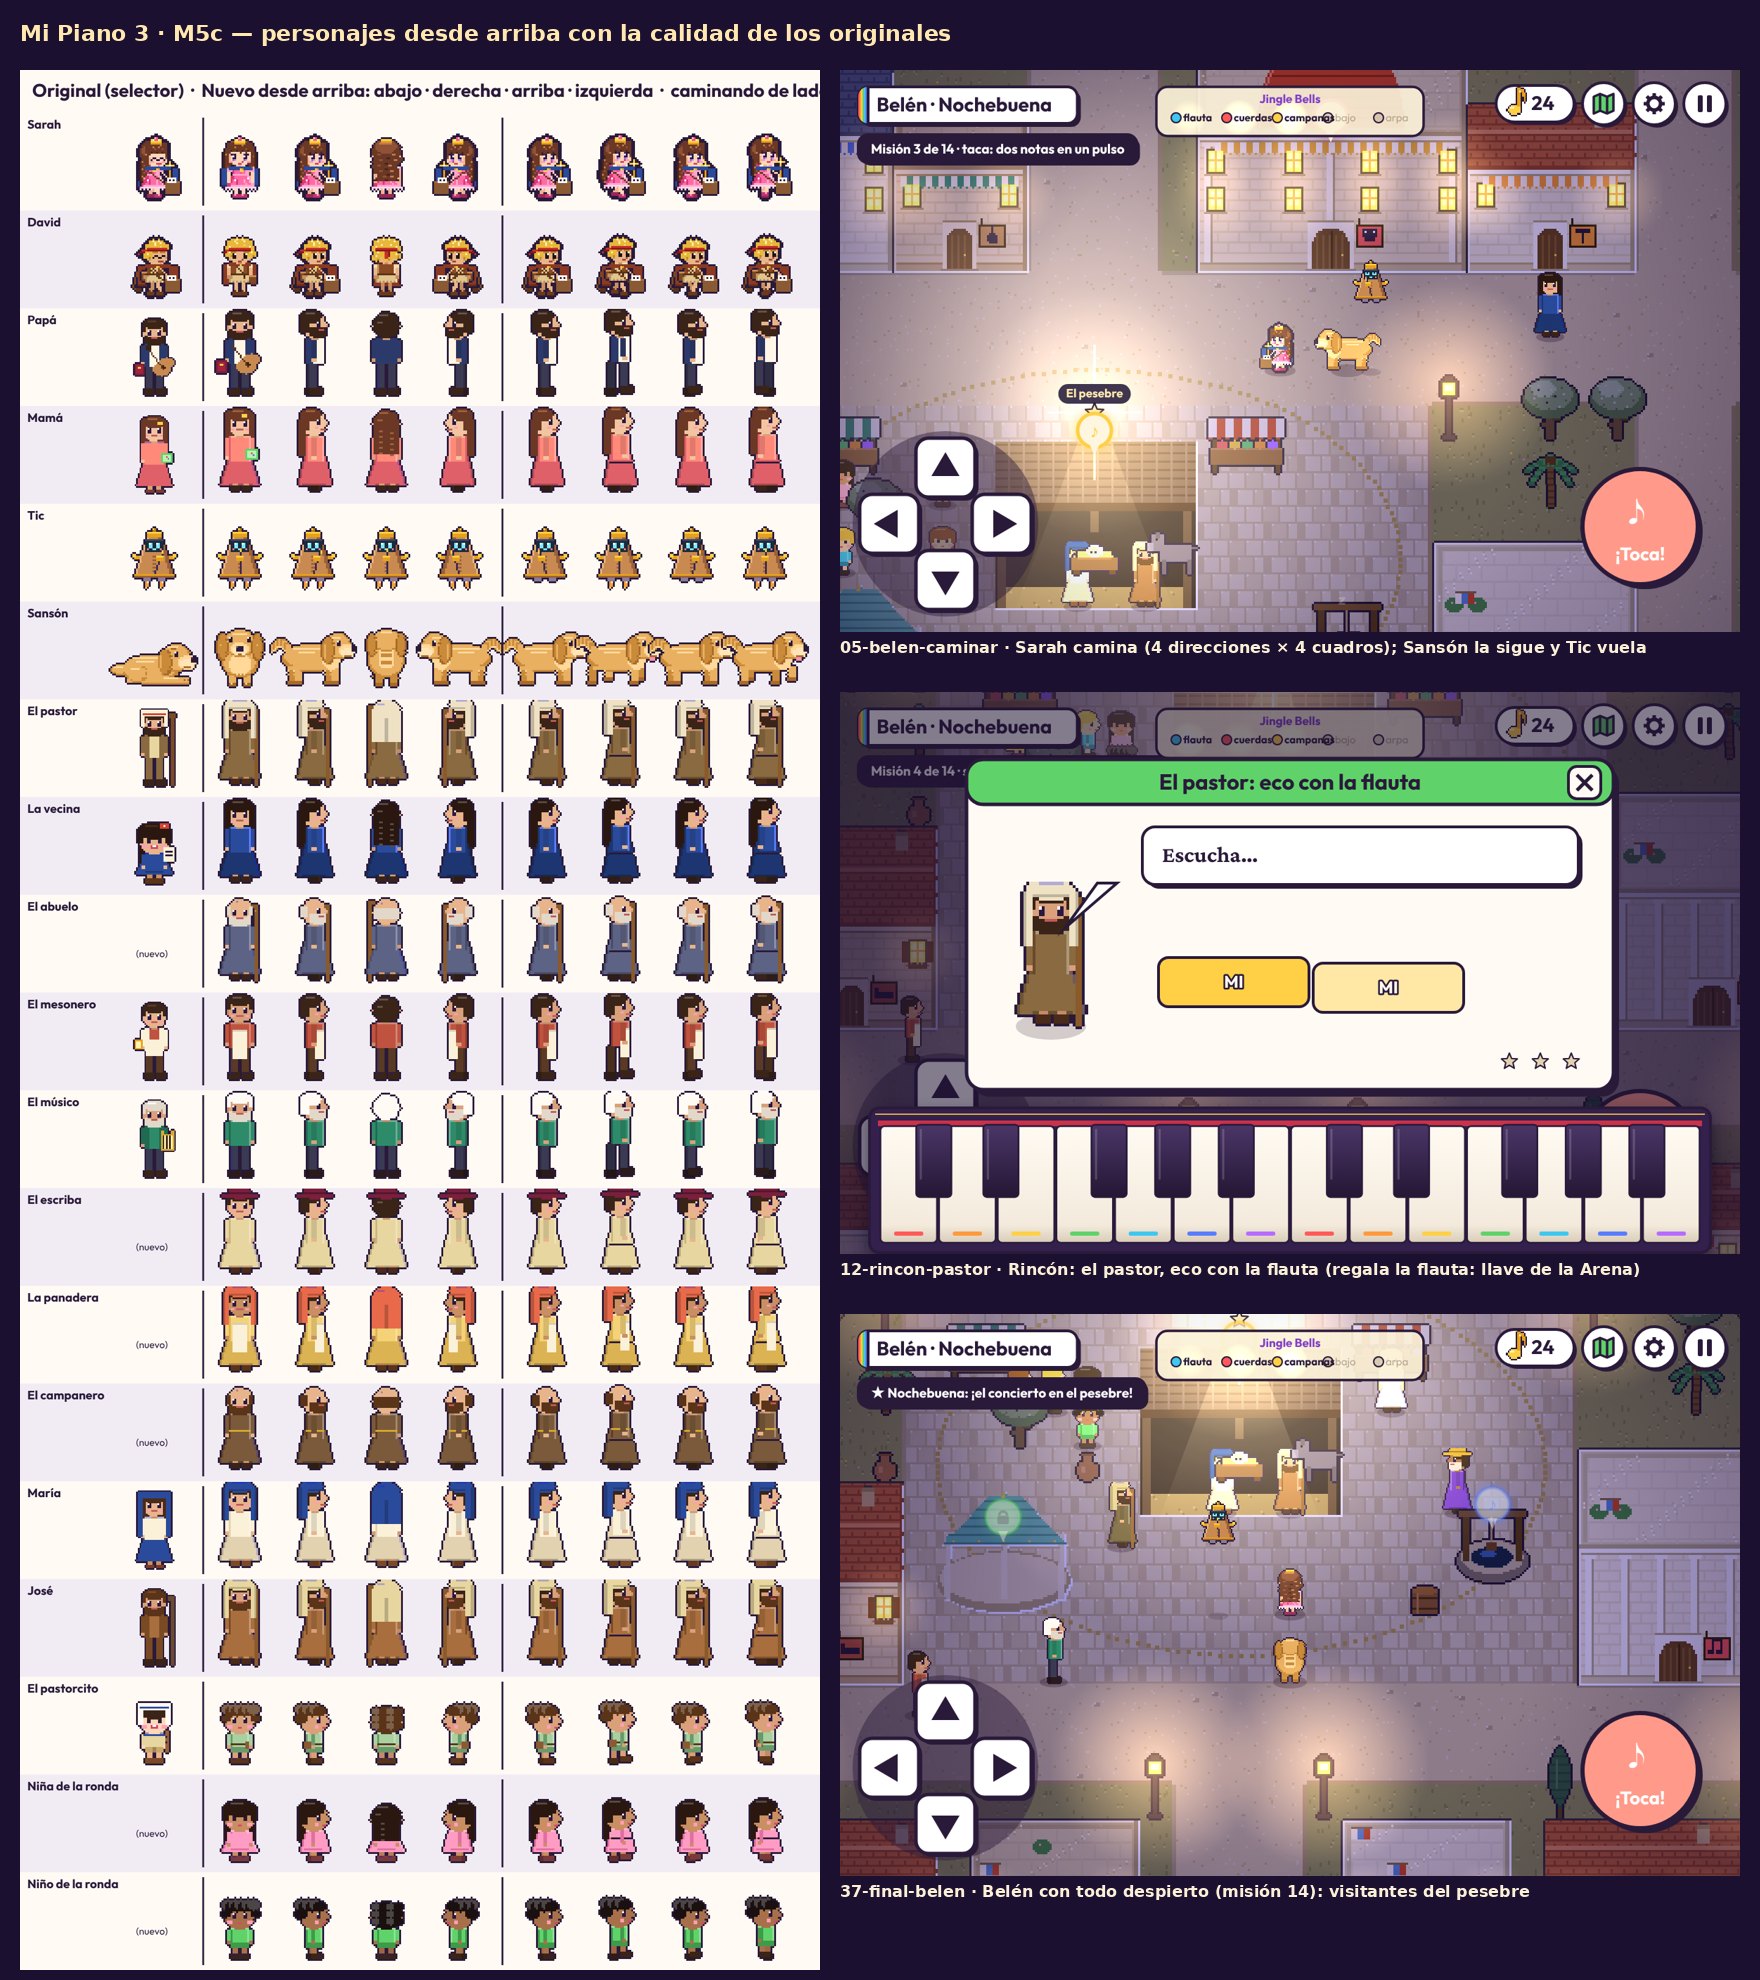 Mi Piano 3 · M5c — personajes desde arriba con la calidad de los originales
Original (selector) · Nuevo desde arriba: abajo · derecha · arriba · izquierda · caminando de lad
Sarah
David
Papá
Mamá
Tic
Sansón
El pastor
La vecina
El abuelo
(nuevo)
El mesonero
El músico
El escriba
(nuevo)
La panadera
(nuevo)
El campanero
(nuevo)
María
José
El pastorcito
Niña de la ronda
(nuevo)
Niño de la ronda
(nuevo)
Belén · Nochebuena
Jingle Bells
flauta cuerdas campanas bajo arpa
24
Misión 3 de 14 · taca: dos notas en un pulso
El pesebre
¡Toca!
05-belen-caminar · Sarah camina (4 direcciones × 4 cuadros); Sansón la sigue y Tic vuela
Belén · Nochebuena
Jingle Bells
flauta cuerdas campanas bajo arpa
24
Misión 4 de 14 ·
El pastor: eco con la flauta
Escucha...
MI
MI
12-rincon-pastor · Rincón: el pastor, eco con la flauta (regala la flauta: llave de la Arena)
Belén · Nochebuena
Jingle Bells
flauta cuerdas campanas bajo arpa
24
★ Nochebuena: ¡el concierto en el pesebre!
¡Toca!
37-final-belen · Belén con todo despierto (misión 14): visitantes del pesebre